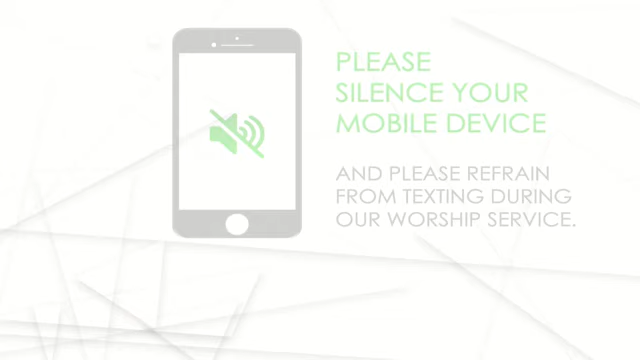 PLEASE
SILENCE YOUR
MOBILE DEVICE
AND PLEASE REFRAIN
FROM TEXTING DURING
OUR WORSHIP SERVICE.